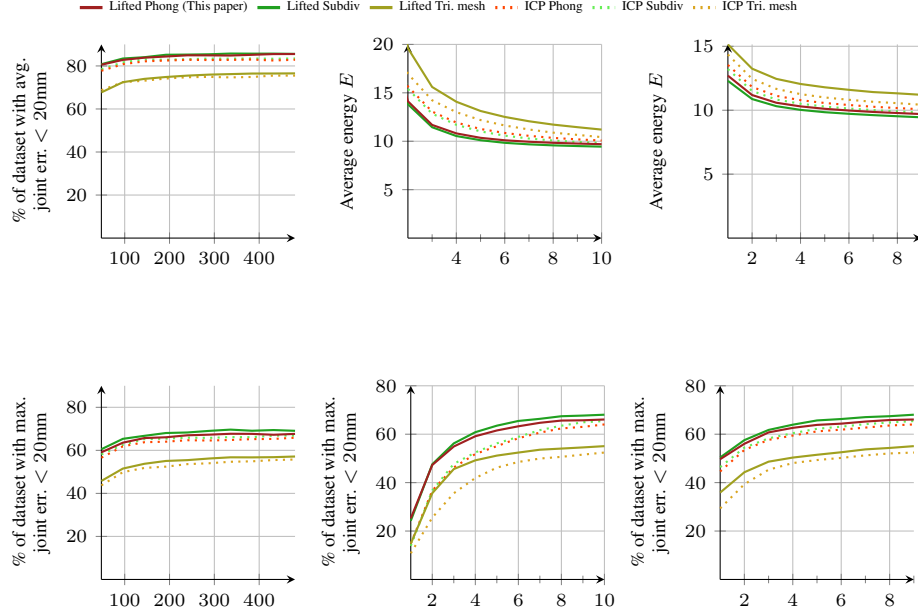 Lifted Phong (This paper) Lifted Subdiv Lifted Tri. mesh ICP Phong ICP Subdiv ICP Tri. mesh
% of dataset with avg.
joint err. < 20mm
80
60
40
20
100 200 300 400
Average energy E
20
15
10
5
4 6 8 10
Average energy E
15
10
5
2 4 6 8
% of dataset with max.
joint err. < 20mm
80
60
40
20
100 200 300 400
% of dataset with max.
joint err. < 20mm
80
60
40
20
2 4 6 8 10
% of dataset with max.
joint err. < 20mm
80
60
40
20
2 4 6 8